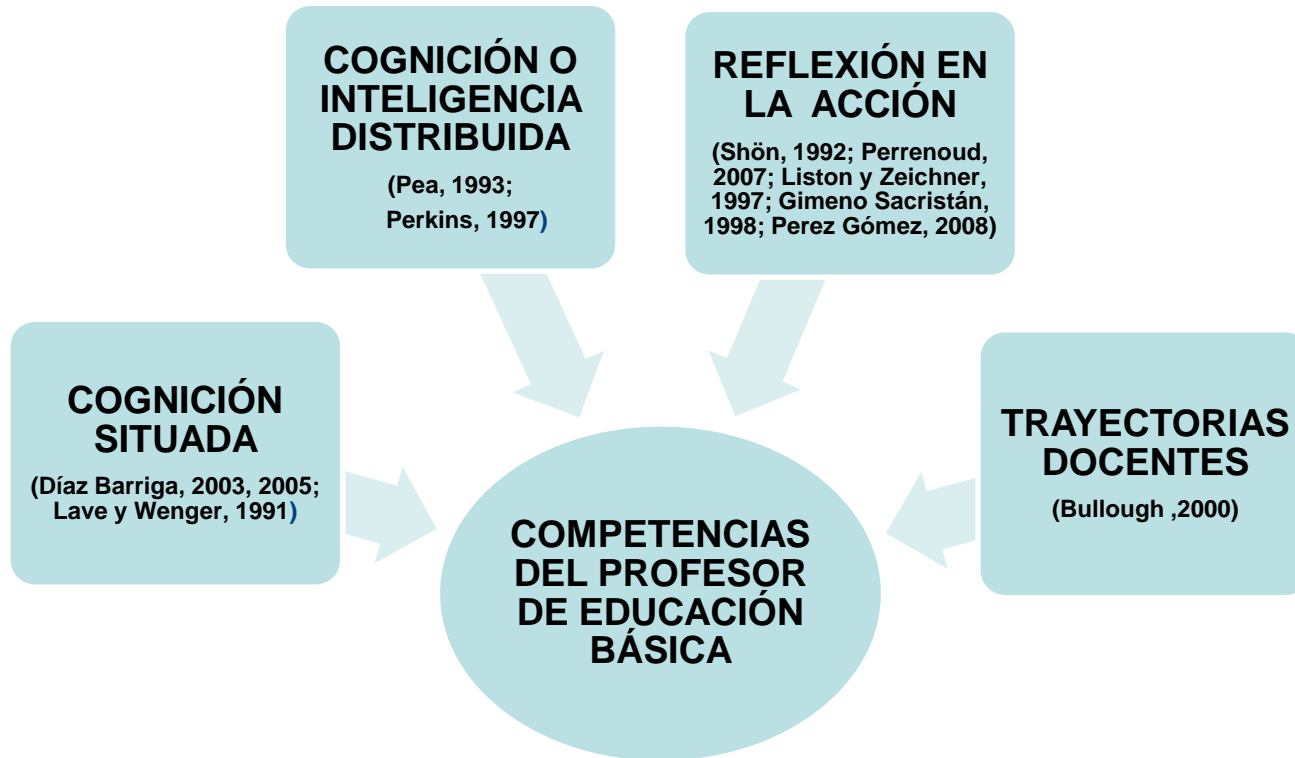 COGNICIÓN O
INTELIGENCIA
DISTRIBUIDA
(Pea, 1993;
Perkins, 1997)
REFLEXIÓN EN
LA ACCIÓN
(Shön, 1992; Perrenoud,
2007; Liston y Zeichner,
1997; Gimeno Sacristán,
1998; Perez Gómez, 2008)
COGNICIÓN
SITUADA
(Díaz Barriga, 2003, 2005;
Lave y Wenger, 1991)
TRAYECTORIAS
DOCENTES
(Bullough ,2000)
COMPETENCIAS
DEL PROFESOR
DE EDUCACIÓN
BÁSICA